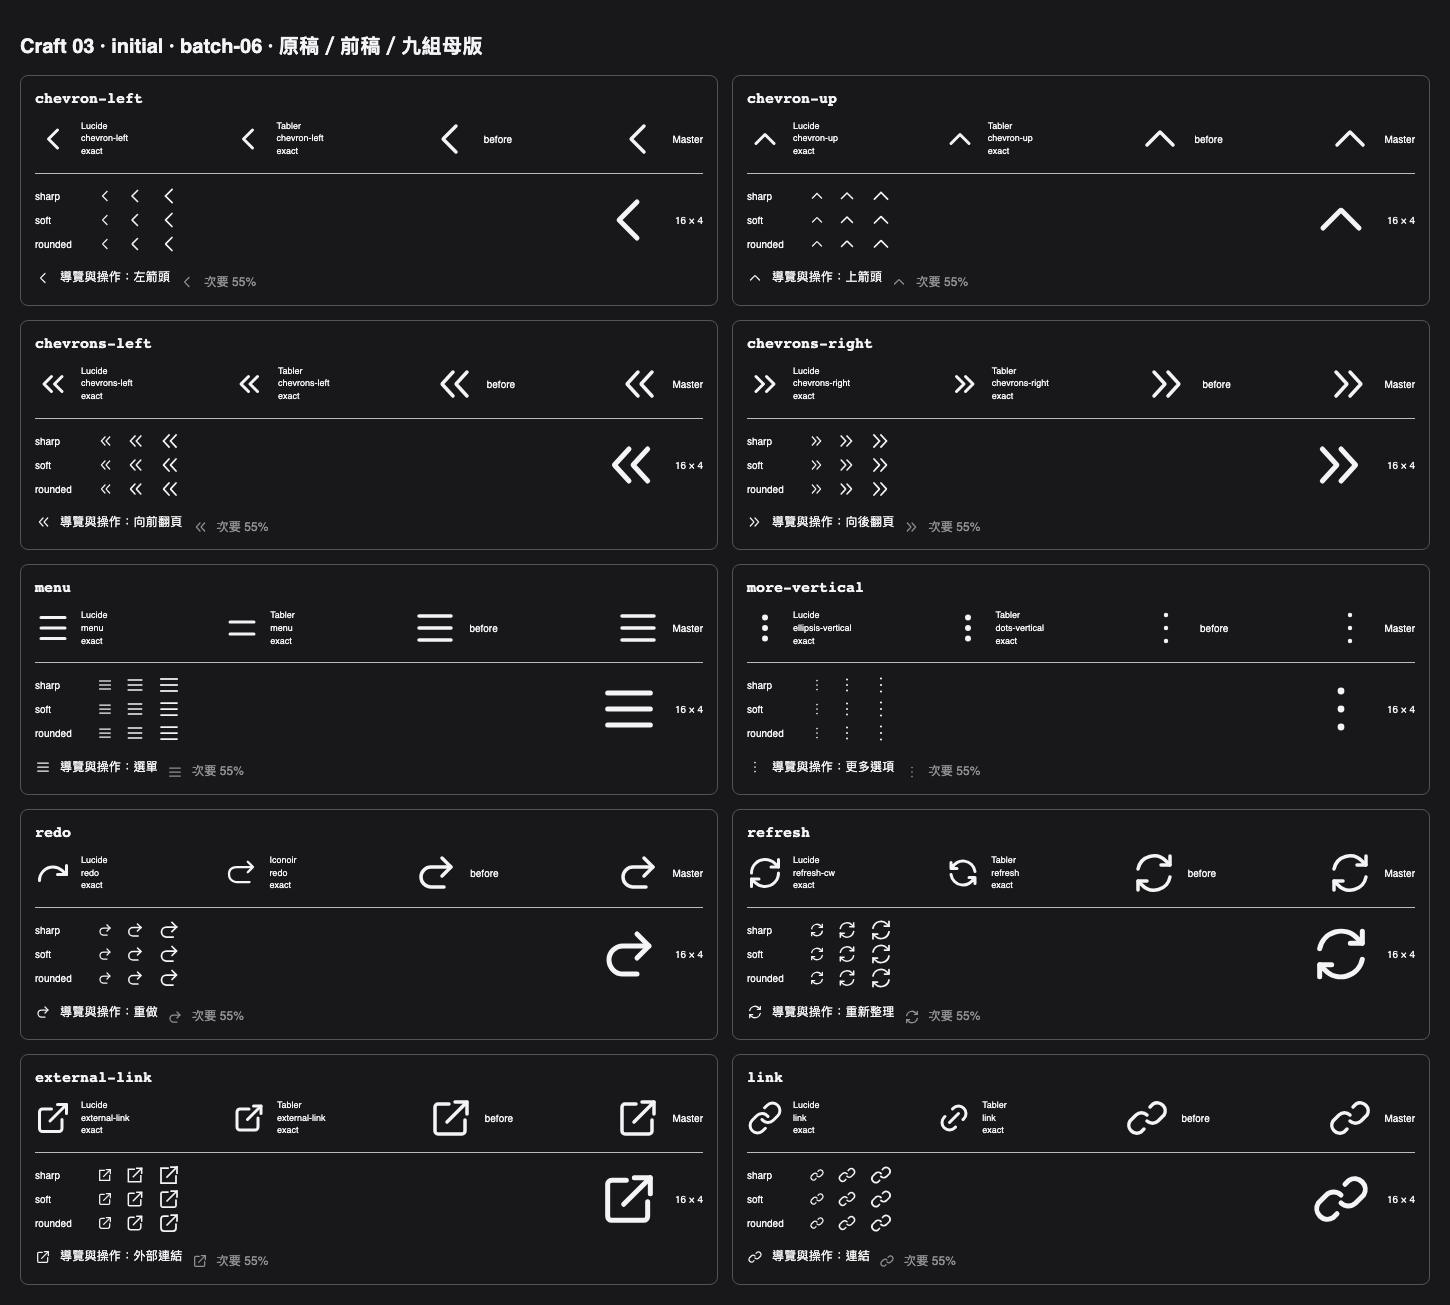 Craft 03 · initial · batch-06 · 原稿 / 前稿 / 九組母版
chevron-left
Lucide
chevron-left
exact
Tabler
chevron-left
exact
before
Master
sharp
soft
16 × 4
rounded
導覽與操作：左箭頭
次要 55%
chevron-up
Lucide
chevron-up
exact
Tabler
chevron-up
exact
before
Master
sharp
soft
16 × 4
rounded
導覽與操作：上箭頭
次要 55%
chevrons-left
Lucide
chevrons-left
exact
Tabler
chevrons-left
exact
before
Master
sharp
soft
16 × 4
rounded
導覽與操作：向前翻頁
次要 55%
chevrons-right
Lucide
chevrons-right
exact
Tabler
chevrons-right
exact
before
Master
sharp
soft
16 × 4
rounded
導覽與操作：向後翻頁
次要 55%
menu
Lucide
menu
exact
Tabler
menu
exact
before
Master
sharp
soft
16 × 4
rounded
導覽與操作：選單
次要 55%
more-vertical
Lucide
ellipsis-vertical
exact
Tabler
dots-vertical
exact
before
Master
sharp
soft
16 × 4
rounded
導覽與操作：更多選項
次要 55%
redo
Lucide
redo
exact
Iconoir
redo
exact
before
Master
sharp
soft
16 × 4
rounded
導覽與操作：重做
次要 55%
refresh
Lucide
refresh-cw
exact
Tabler
refresh
exact
before
Master
sharp
soft
16 × 4
rounded
導覽與操作：重新整理
次要 55%
external-link
Lucide
external-link
exact
Tabler
external-link
exact
before
Master
sharp
soft
16 × 4
rounded
導覽與操作：外部連結
次要 55%
link
Lucide
link
exact
Tabler
link
exact
before
Master
sharp
soft
16 × 4
rounded
導覽與操作：連結
次要 55%